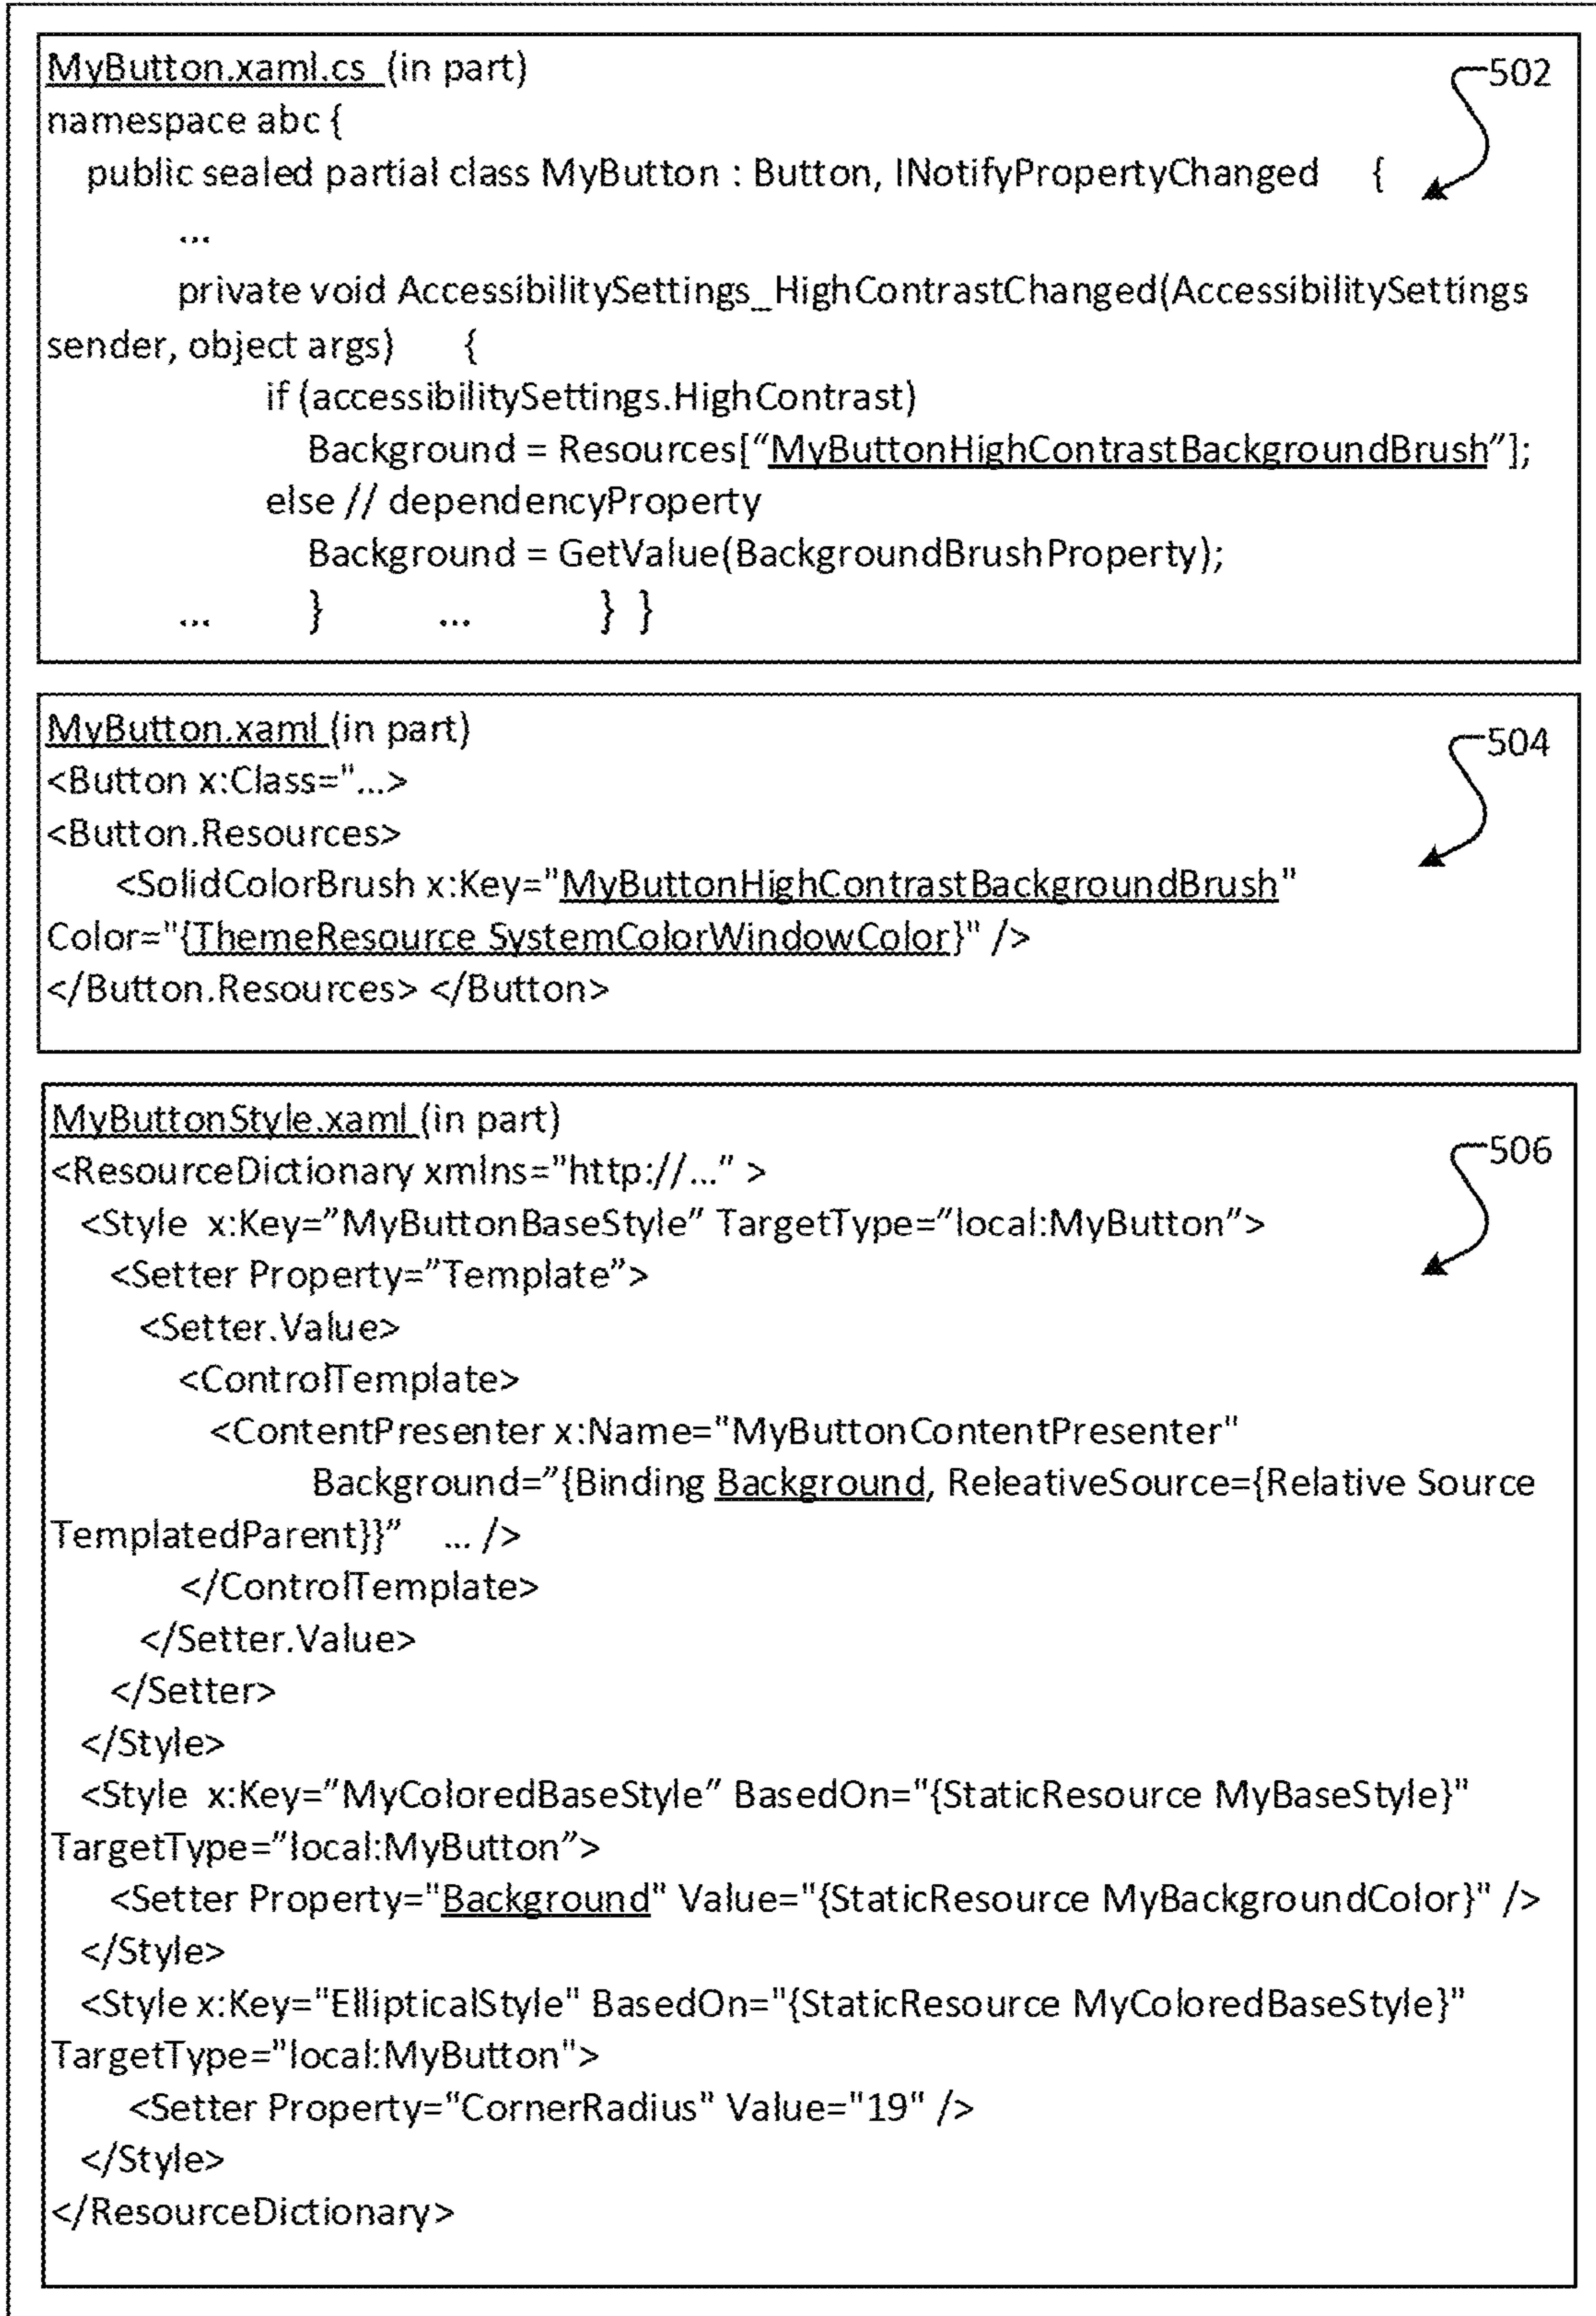 MyButton.xaml.cs (in part)
502
namespace abc {
public sealed partial class MyButton : Button, INotifyPropertyChanged {
...
private void AccessibilitySettings_HighContrastChanged(AccessibilitySettings
sender, object args) {
if (accessibilitySettings.HighContrast)
Background = Resources["MyButtonHighContrastBackgroundBrush"];
else // dependencyProperty
Background = GetValue(BackgroundBrushProperty);
... } ... } }
MyButton.xaml (in part)
504
<Button x:Class="...>
<Button.Resources>
<SolidColorBrush x:Key="MyButtonHighContrastBackgroundBrush"
Color="{ThemeResource SystemColorWindowColor}" />
</Button.Resources> </Button>
MyButtonStyle.xaml (in part)
506
<ResourceDictionary xmlns="http://..." >
<Style x:Key="MyButtonBaseStyle" TargetType="local:MyButton">
<Setter Property="Template">
<Setter.Value>
<ControlTemplate>
<ContentPresenter x:Name="MyButtonContentPresenter"
Background="{Binding Background, ReleativeSource={Relative Source
TemplatedParent}}" ... />
</ControlTemplate>
</Setter.Value>
</Setter>
</Style>
<Style x:Key="MyColoredBaseStyle" BasedOn="{StaticResource MyBaseStyle}"
TargetType="local:MyButton">
<Setter Property="Background" Value="{StaticResource MyBackgroundColor}" />
</Style>
<Style x:Key="EllipticalStyle" BasedOn="{StaticResource MyColoredBaseStyle}"
TargetType="local:MyButton">
<Setter Property="CornerRadius" Value="19" />
</Style>
</ResourceDictionary>